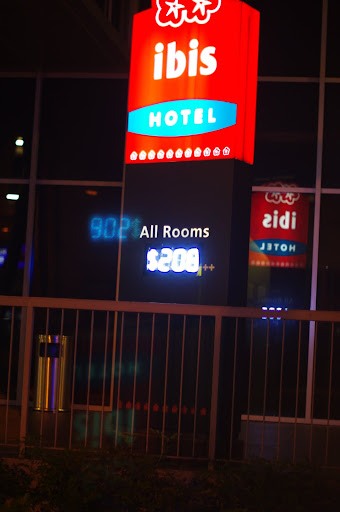 ibis
HOTEL
All Rooms
$208++